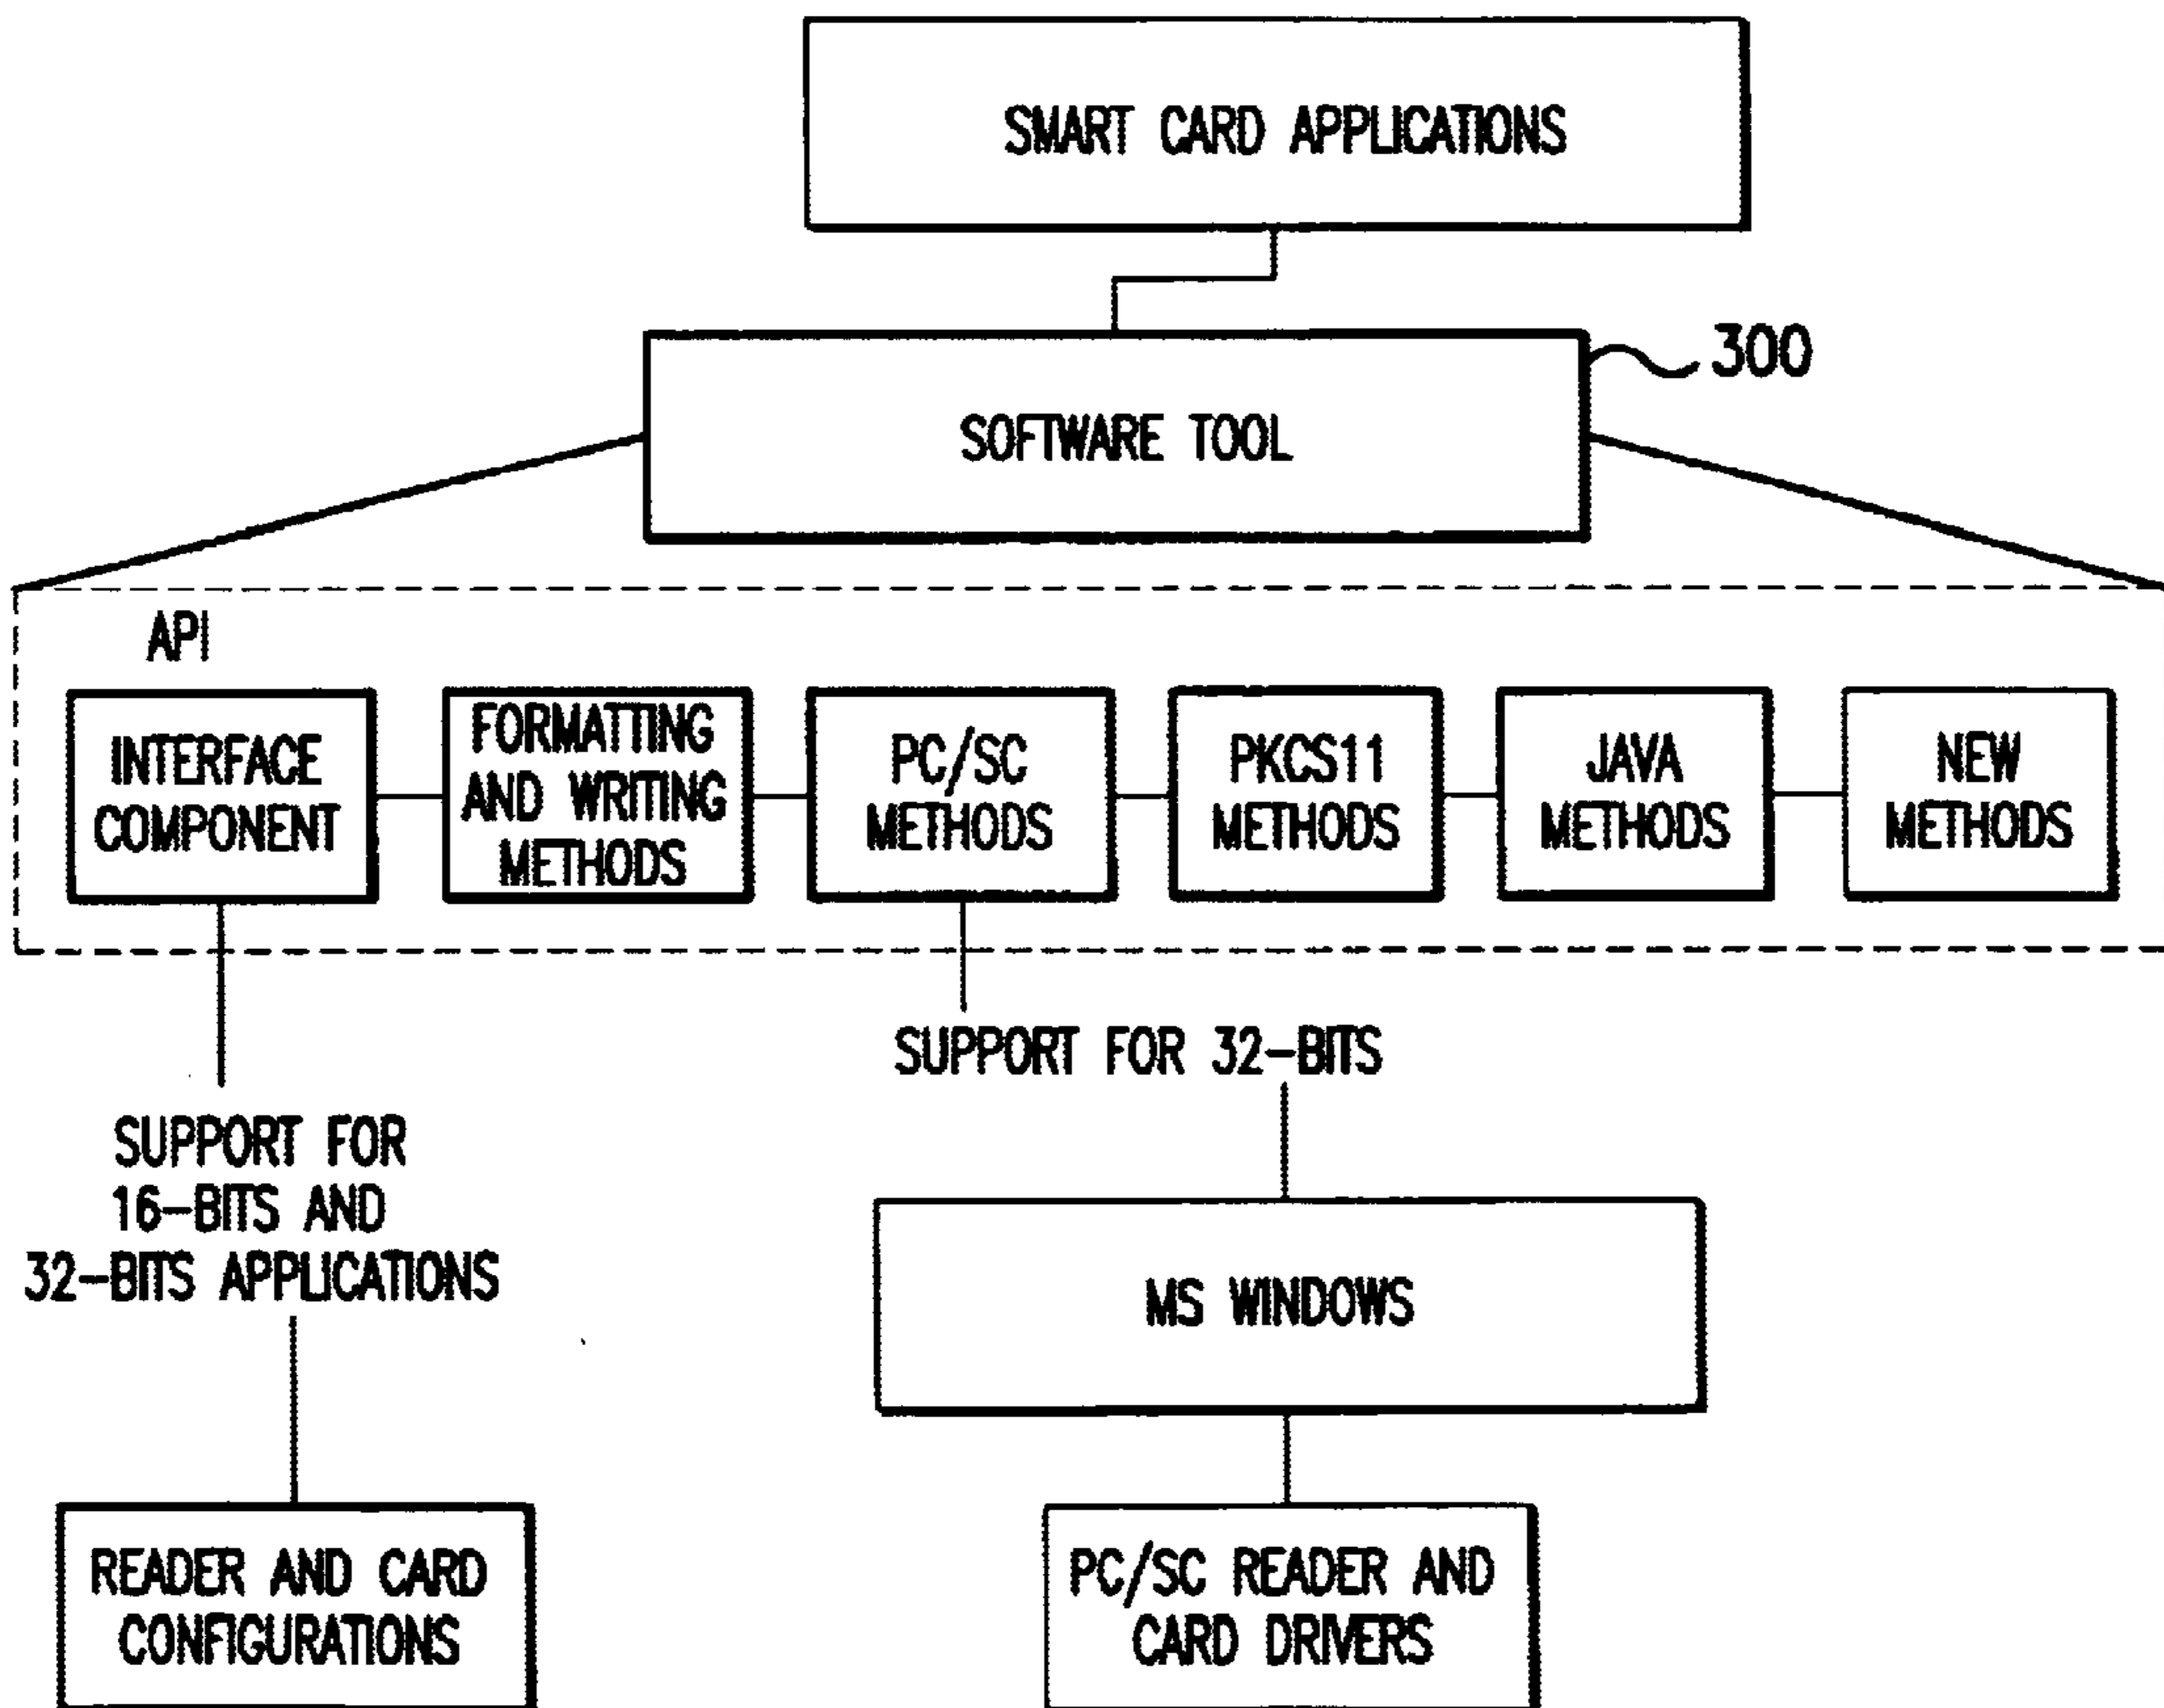 SMART CARD APPLICATIONS
300
SOFTWARE TOOL
API
INTERFACE
COMPONENT
FORMATTING
AND WRITING
METHODS
PC/SC
METHODS
PKCS11
METHODS
JAVA
METHODS
NEW
METHODS
SUPPORT FOR 32-BITS
SUPPORT FOR
16-BITS AND
32-BITS APPLICATIONS
MS WINDOWS
READER AND CARD
CONFIGURATIONS
PC/SC READER AND
CARD DRIVERS